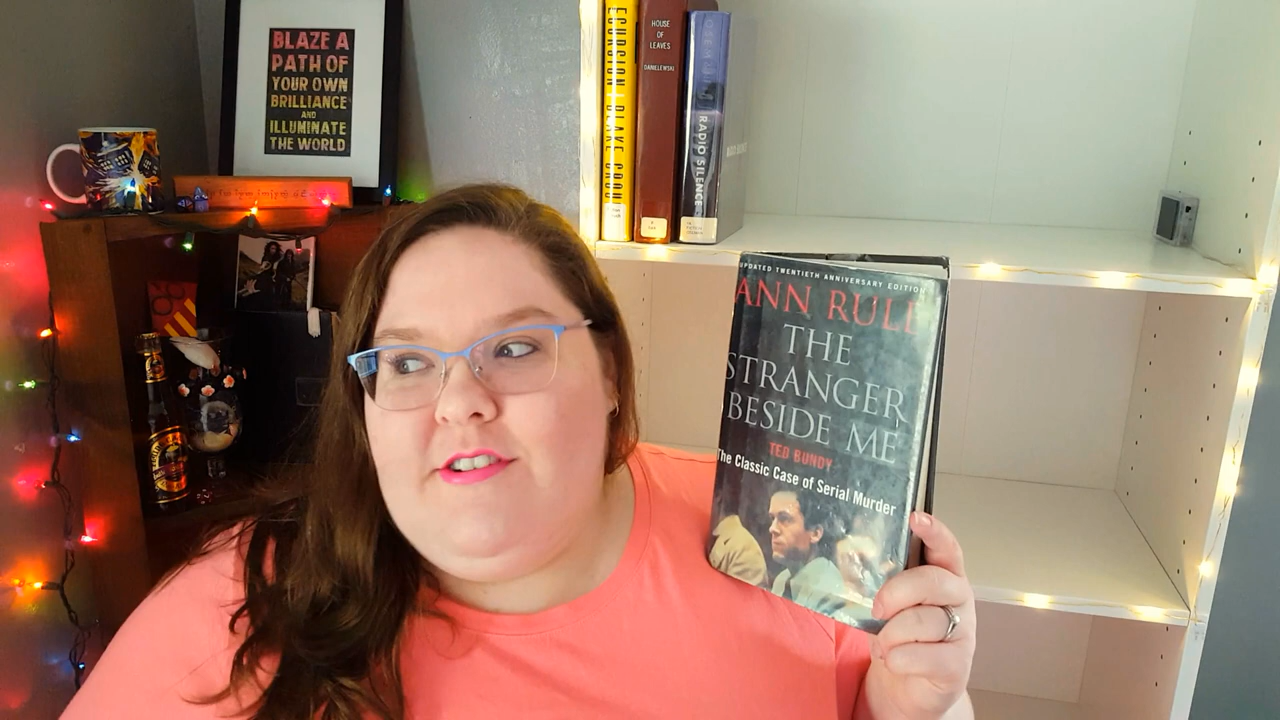 BLAZE A
PATH OF
YOUR OWN
BRILLIANCE
AND
ILLUMINATE
THE WORLD
HOUSE
OF
LEAVES
DANIELEWSKI
RADIO SILENCE
UPDATED TWENTIETH ANNIVERSARY EDITION
ANN RULE
THE
STRANGER
BESIDE ME
TED BUNDY
The Classic Case of Serial Murder